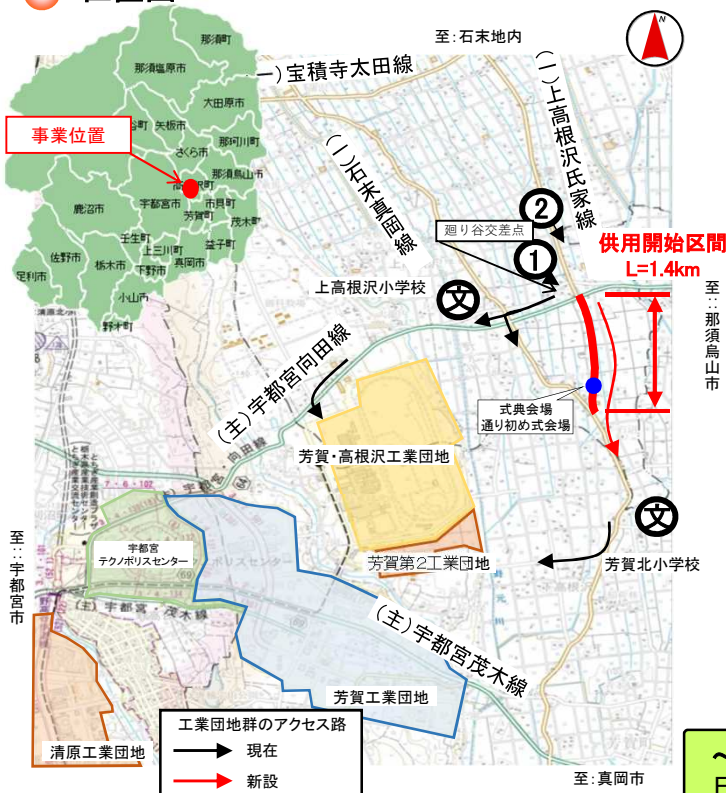 至:石末地内
N
那須町
那須塩原市
(一)宝積寺太田線
大田原市
矢板市
那珂川町
さくら市
那須烏山市
事業位置
(一)石末真岡線
(一)上高根沢氏家線
宇都宮市
市貝町
芳賀町
茂木町
鹿沼市
壬生町
上三川町
益子町
真岡市
下野市
佐野市
栃木市
足利市
小山市
野木町
②
廻り谷交差点
①
供用開始区間
L=1.4km
上高根沢小学校
文
至::那須烏山市
(主)宇都宮向田線
式典会場
通り初め式会場
芳賀・高根沢工業団地
文
芳賀北小学校
芳賀第2工業団地
宇都宮
テクノポリスセンター
至::宇都宮市
(主)宇都宮・茂木線
(主)宇都宮茂木線
芳賀工業団地
清原工業団地
工業団地群のアクセス路
現在
新設
至:真岡市